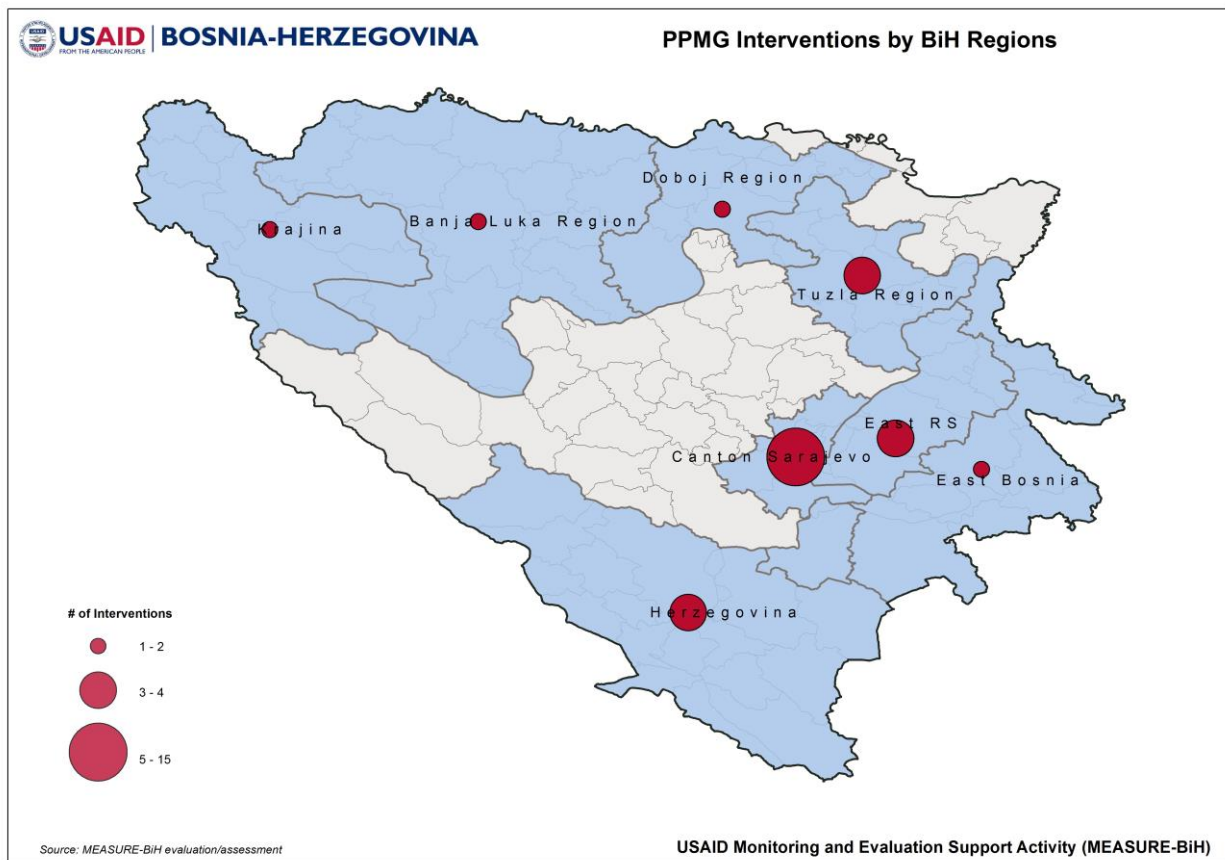 USAID | BOSNIA-HERZEGOVINA
FROM THE AMERICAN PEOPLE
PPMG Interventions by BiH Regions
Doboj Region
Krajina
Banja Luka Region
Tuzla Region
East RS
Canton Sarajevo
East Bosnia
Herzegovina
# of Interventions
1 - 2
3 - 4
5 - 15
Source: MEASURE-BiH evaluation/assessment
USAID Monitoring and Evaluation Support Activity (MEASURE-BiH)